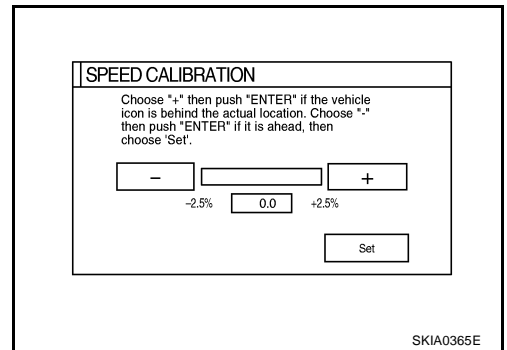 SPEED CALIBRATION
Choose "+" then push "ENTER" if the vehicle
icon is behind the actual location. Choose "-"
then push "ENTER" if it is ahead, then
choose 'Set'.
− +
−2.5% 0.0 +2.5%
Set
SKIA0365E